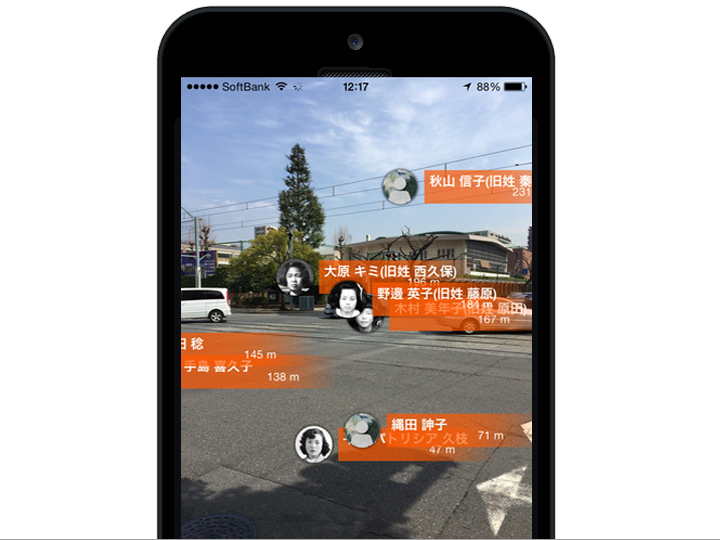 SoftBank 12:17 88%
秋山 信子(旧姓 秦
231
大原 キミ(旧姓 西久保)
196 m
野邊 英子(旧姓 藤原)
181 m
木村 美年子(旧姓 原田)
167 m
稔
145 m
手島 喜久子
138 m
縄田 訷子
71 m
トリシア 久枝
47 m